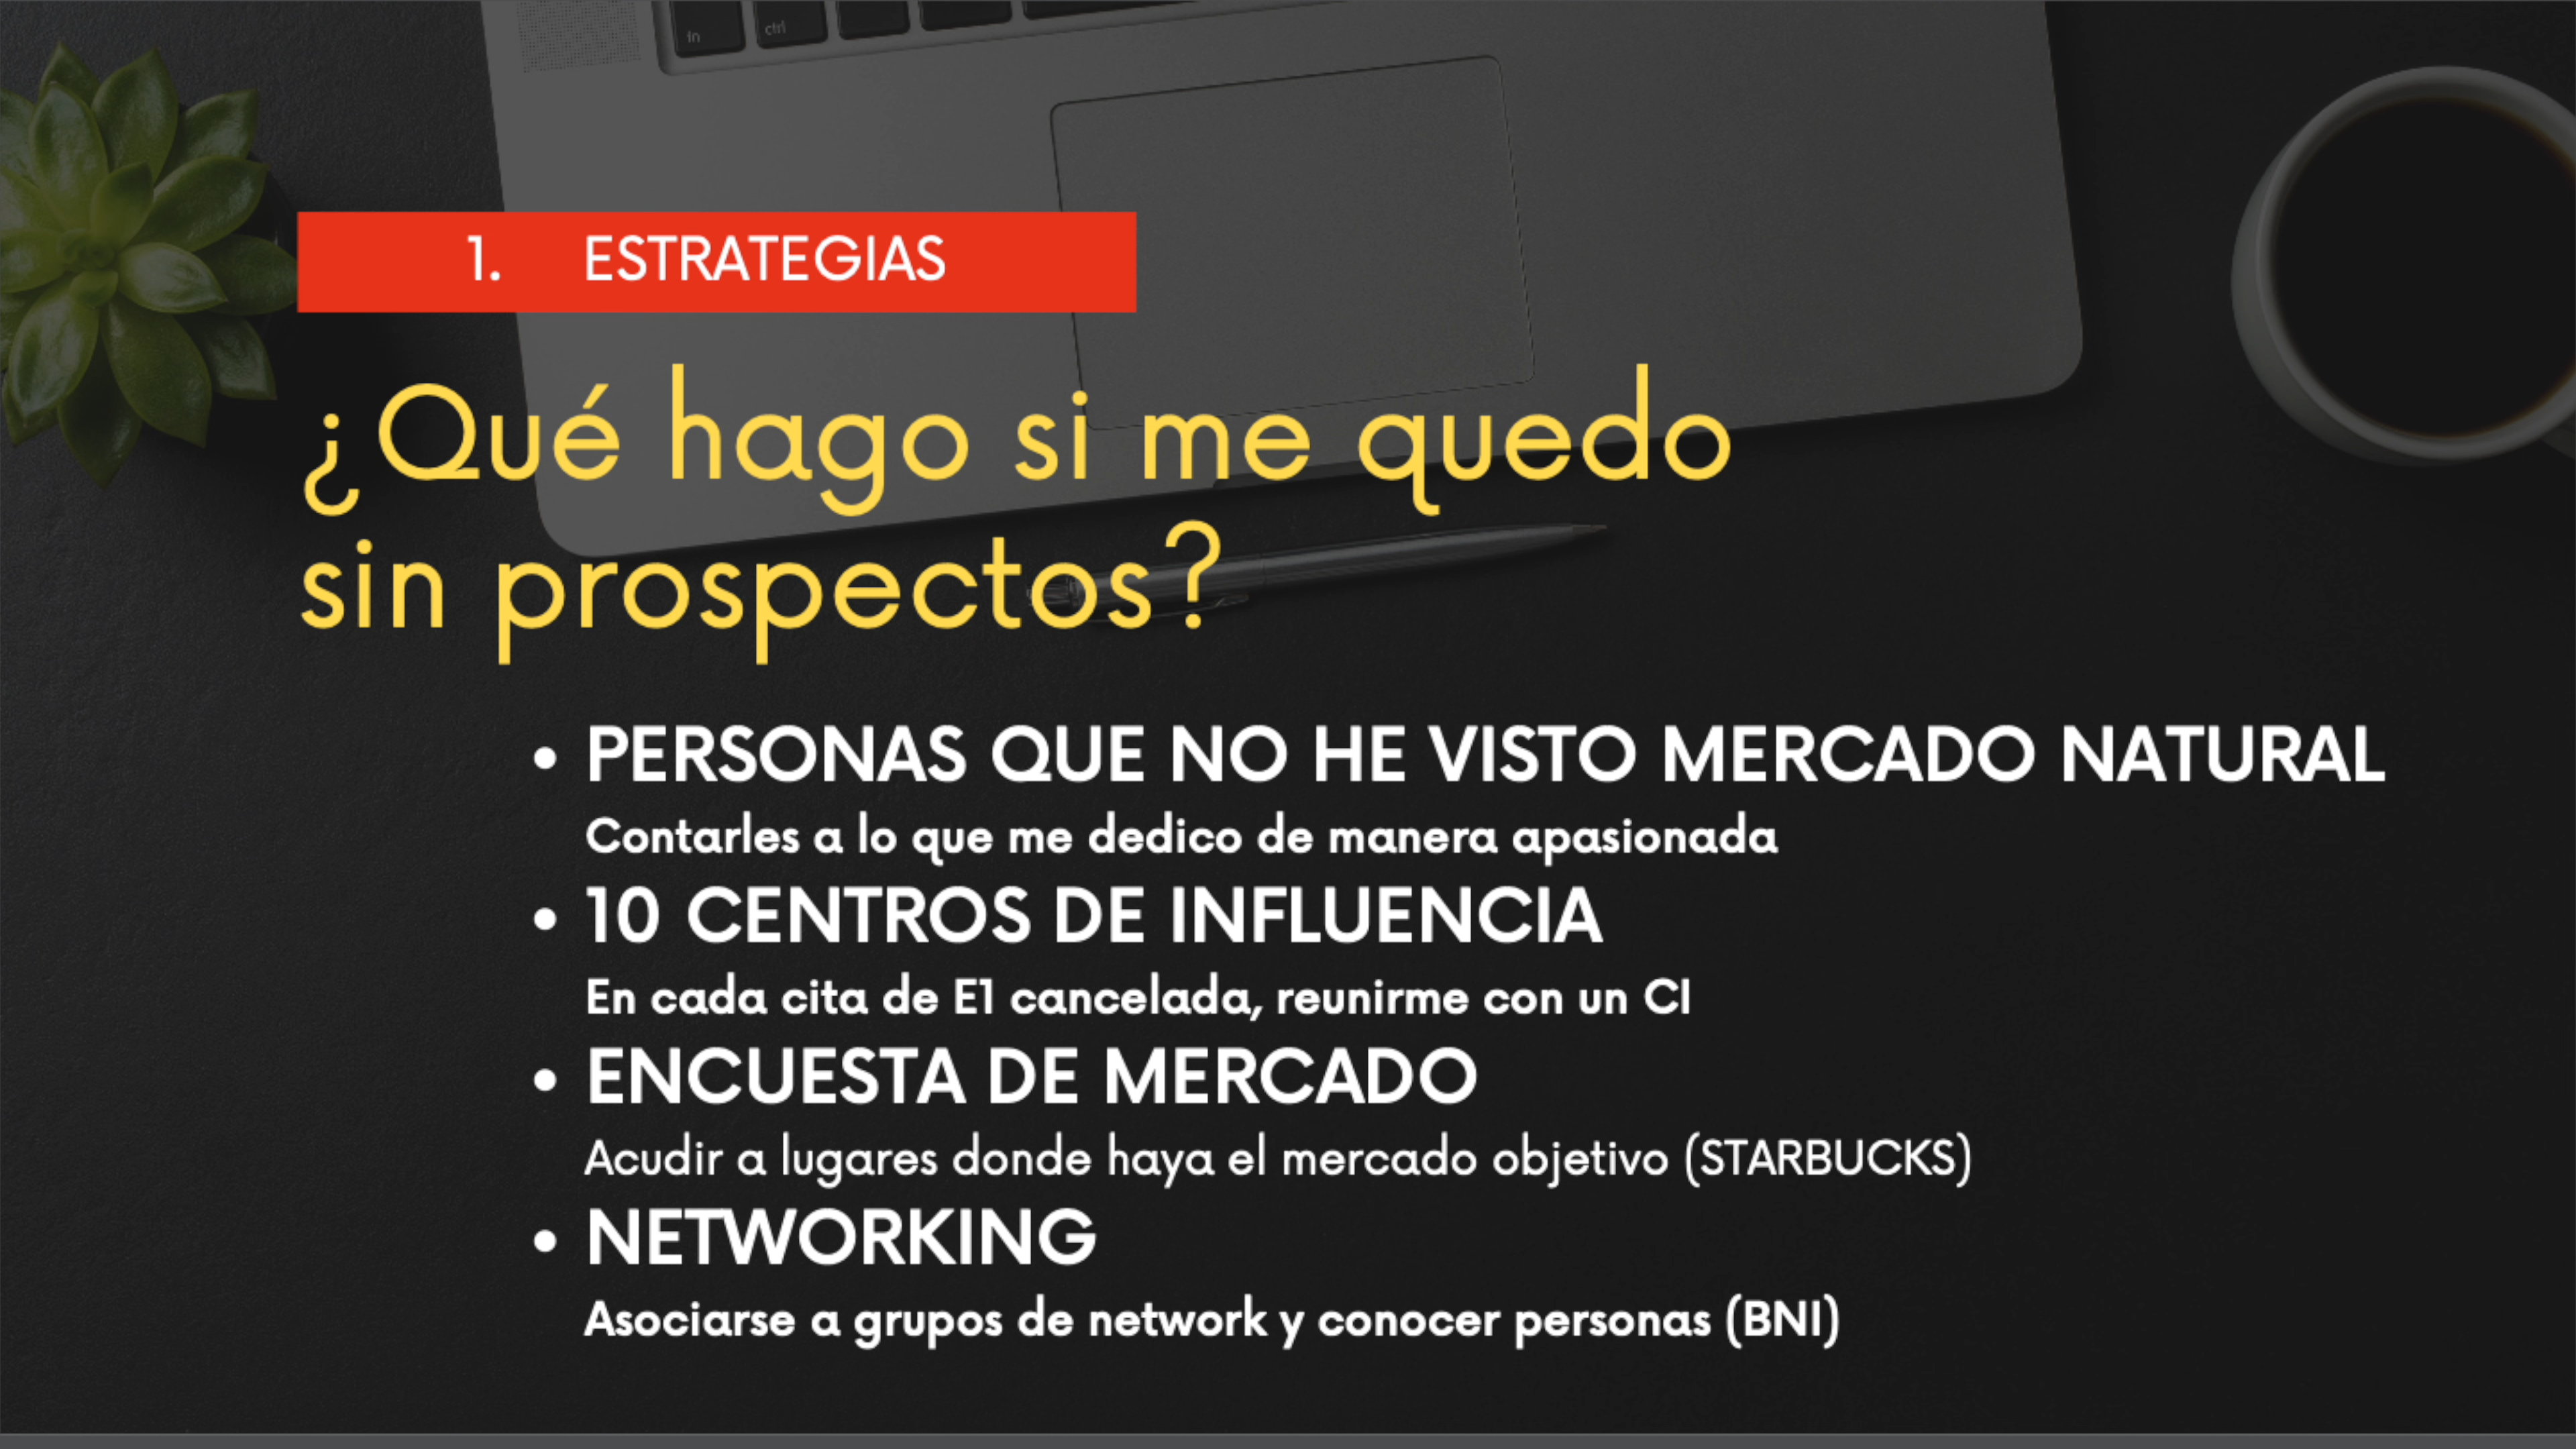 fn
ctrl
1. ESTRATEGIAS
¿Qué hago si me quedo
sin prospectos?
• PERSONAS QUE NO HE VISTO MERCADO NATURAL
Contarles a lo que me dedico de manera apasionada
• 10 CENTROS DE INFLUENCIA
En cada cita de E1 cancelada, reunirme con un CI
• ENCUESTA DE MERCADO
Acudir a lugares donde haya el mercado objetivo (STARBUCKS)
• NETWORKING
Asociarse a grupos de network y conocer personas (BNI)